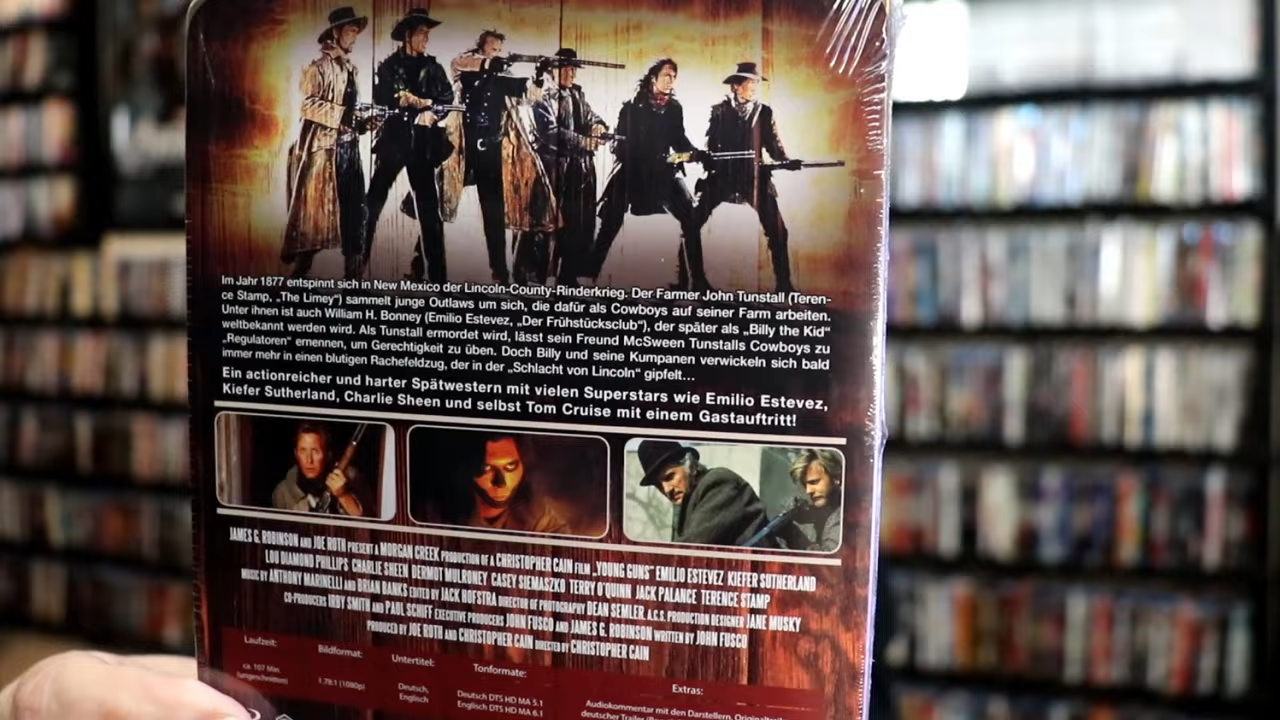 Im Jahr 1877 entspinnt sich in New Mexico der Lincoln-County-Rinderkrieg. Der Farmer John Tunstall (Teren-
ce Stamp, „The Limey“) sammelt junge Outlaws um sich, die dafür als Cowboys auf seiner Farm arbeiten.
Unter ihnen ist auch William H. Bonney (Emilio Estevez, „Der Frühstücksclub“), der später als „Billy the Kid“
weltbekannt werden wird. Als Tunstall ermordet wird, lässt sein Freund McSween Tunstalls Cowboys zu
„Regulatoren“ ernennen, um Gerechtigkeit zu üben. Doch Billy und seine Kumpanen verwickeln sich bald
immer mehr in einen blutigen Rachefeldzug, der in der „Schlacht von Lincoln“ gipfelt...
Ein actionreicher und harter Spätwestern mit vielen Superstars wie Emilio Estevez,
Kiefer Sutherland, Charlie Sheen und selbst Tom Cruise mit einem Gastauftritt!
JAMES G. ROBINSON AND JOE ROTH PRESENT A MORGAN CREEK PRODUCTION OF A CHRISTOPHER CAIN FILM „YOUNG GUNS“ EMILIO ESTEVEZ KIEFER SUTHERLAND
LOU DIAMOND PHILLIPS CHARLIE SHEEN DERMOT MULRONEY CASEY SIEMASZKO TERRY O'QUINN JACK PALANCE TERENCE STAMP
MUSIC BY ANTHONY MARINELLI AND BRIAN BANKS EDITED BY JACK HOFSTRA DIRECTOR OF PHOTOGRAPHY DEAN SEMLER, A.C.S. PRODUCTION DESIGNER JANE MUSKY
CO-PRODUCERS IRBY SMITH AND PAUL SCHIFF EXECUTIVE PRODUCERS JOHN FUSCO AND JAMES G. ROBINSON WRITTEN BY JOHN FUSCO
PRODUCED BY JOE ROTH AND CHRISTOPHER CAIN DIRECTED BY CHRISTOPHER CAIN
Laufzeit: Bildformat: Untertitel: Tonformate: Extras:
ca. 107 Min. 1.78:1 (1080p) Deutsch, Deutsch DTS HD MA 5.1 Audiokommentar mit den Darstellern,
(ungeschnitten) Englisch Englisch DTS HD MA 6.1 deutscher Trailer